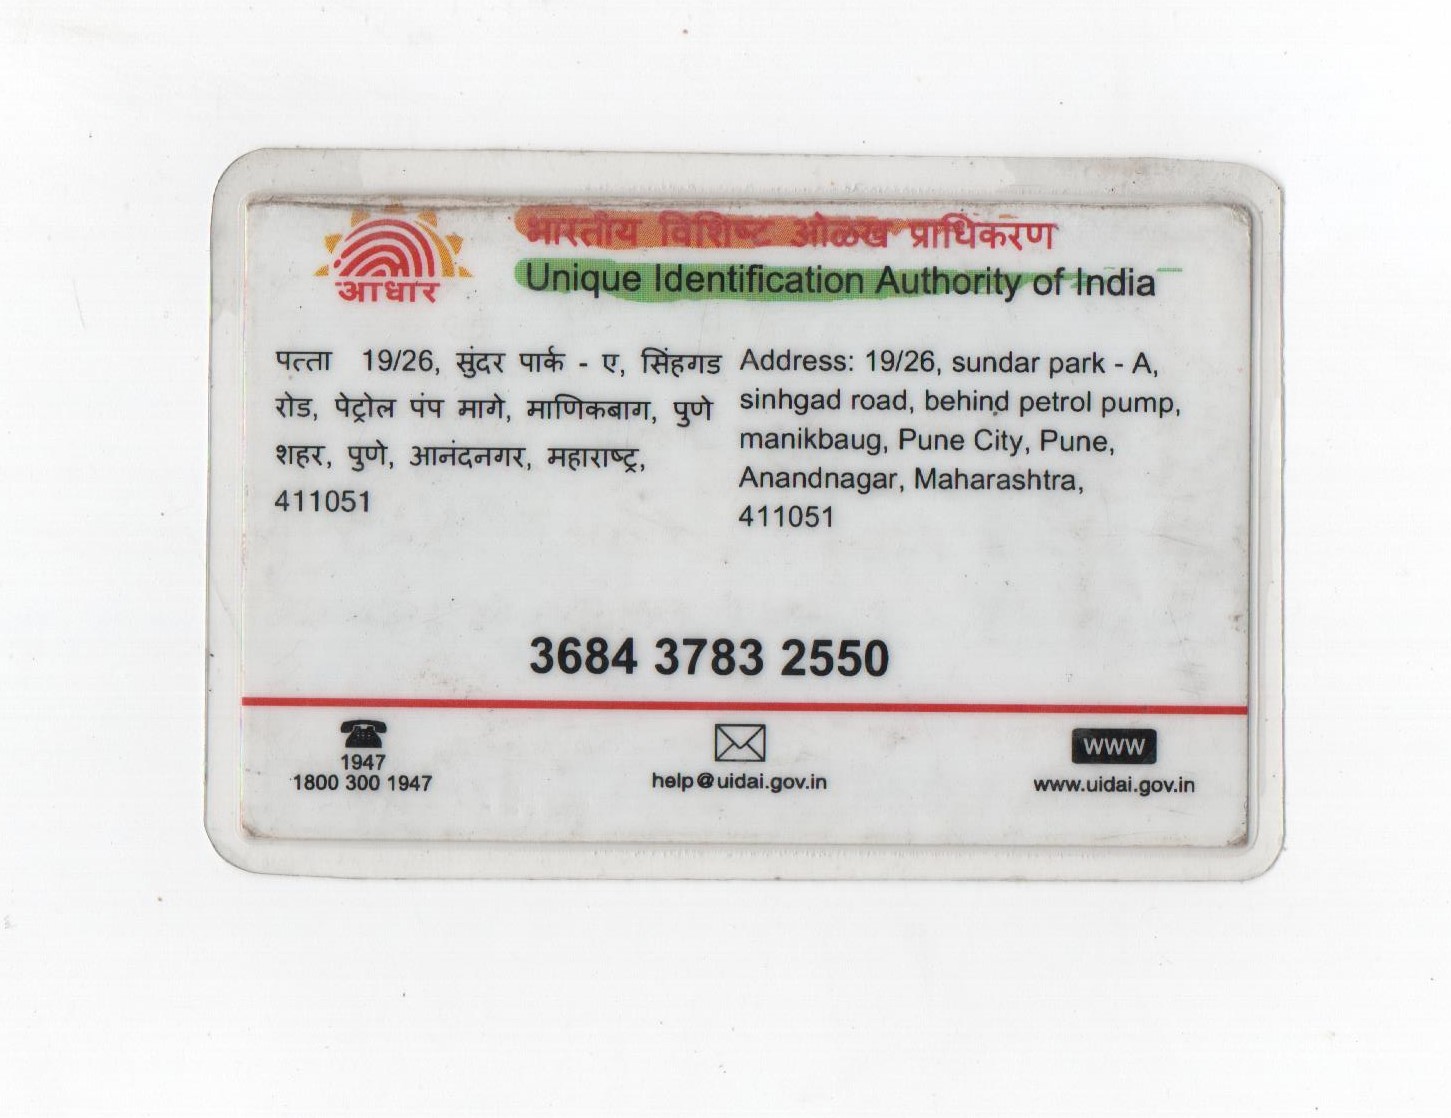 भारतीय विशिष्ट ओळख प्राधिकरण
Unique Identification Authority of India
आधार
पत्ता 19/26, सुंदर पार्क - ए, सिंहगड
रोड, पेट्रोल पंप मागे, माणिकबाग, पुणे
शहर, पुणे, आनंदनगर, महाराष्ट्र,
411051
Address: 19/26, sundar park - A,
sinhgad road, behind petrol pump,
manikbaug, Pune City, Pune,
Anandnagar, Maharashtra,
411051
3684 3783 2550
1947
1800 300 1947
help@uidai.gov.in
www
www.uidai.gov.in